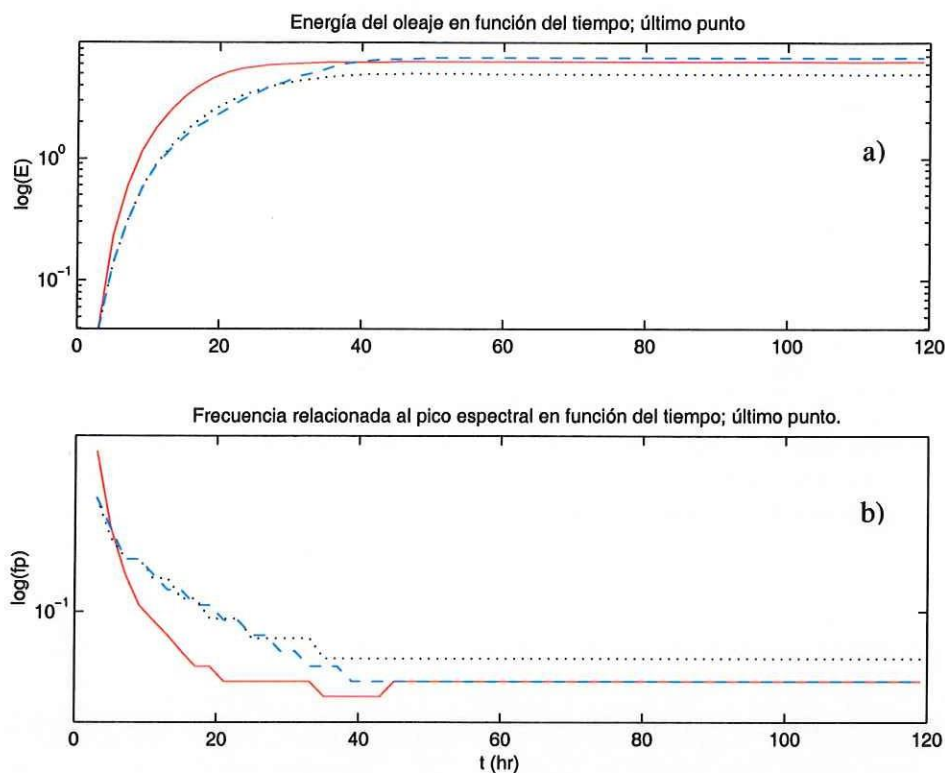 Energía del oleaje en función del tiempo; último punto
log(E)
10⁰
10⁻¹
a)
0 20 40 60 80 100 120
Frecuencia relacionada al pico espectral en función del tiempo; último punto.
log(fp)
10⁻¹
b)
0 20 40 60 80 100 120
t (hr)